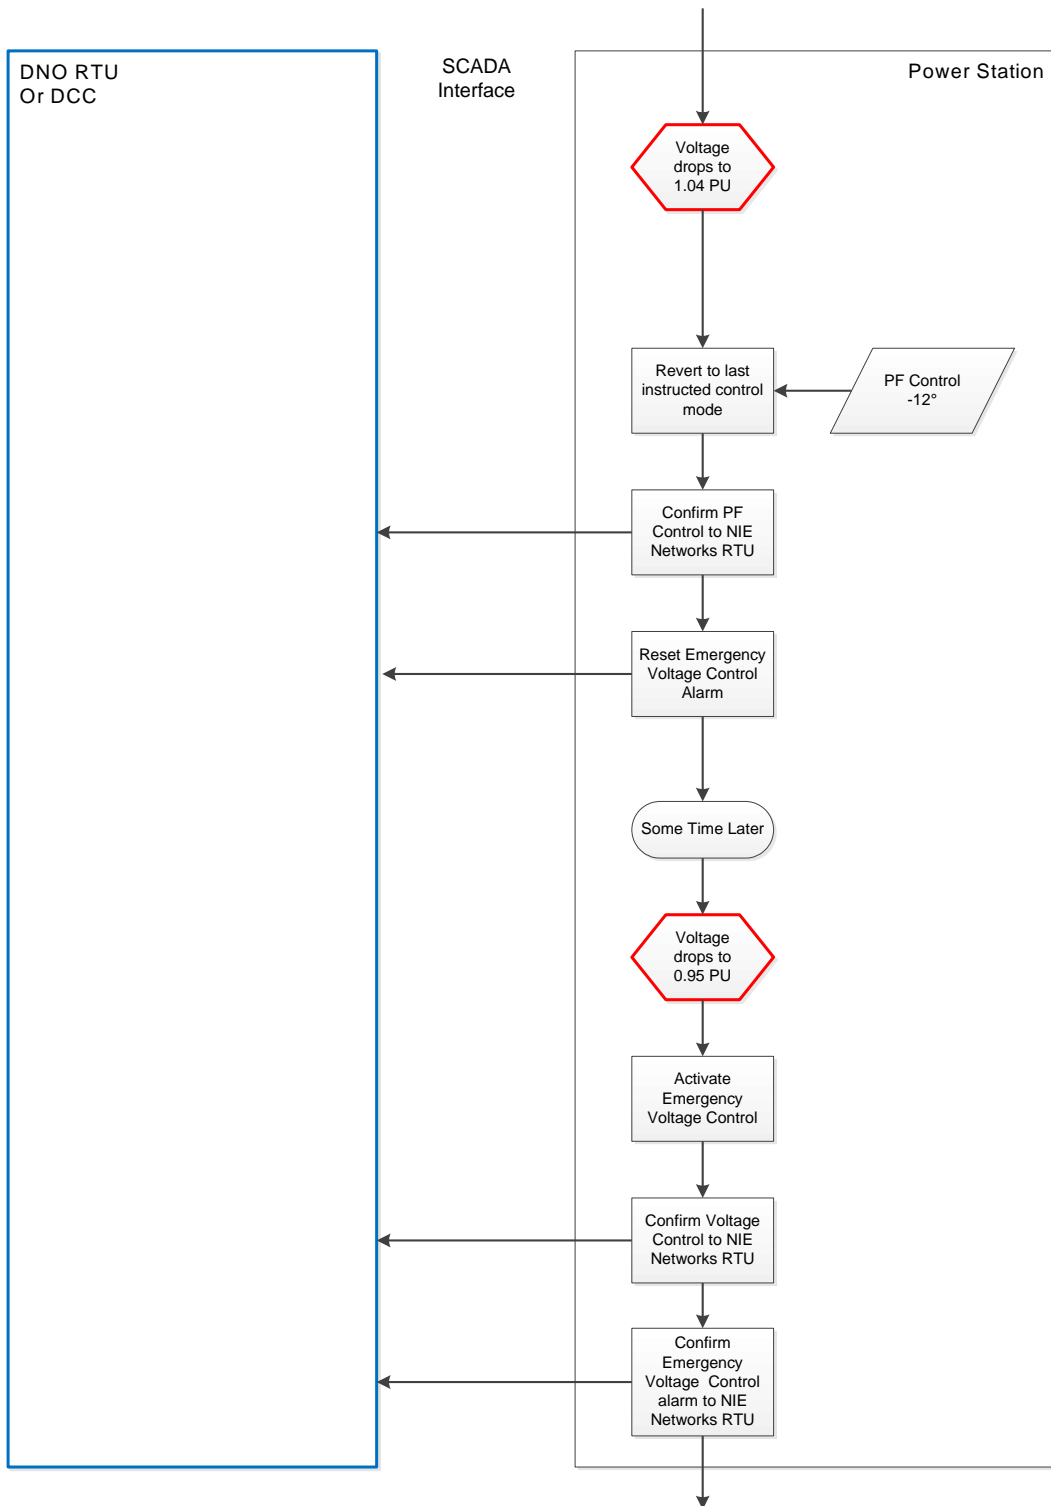 DNO RTU
Or DCC
SCADA
Interface
Power Station
Voltage
drops to
1.04 PU
Revert to last
instructed control
mode
PF Control
-12°
Confirm PF
Control to NIE
Networks RTU
Reset Emergency
Voltage Control
Alarm
Some Time Later
Voltage
drops to
0.95 PU
Activate
Emergency
Voltage Control
Confirm Voltage
Control to NIE
Networks RTU
Confirm
Emergency
Voltage Control
alarm to NIE
Networks RTU